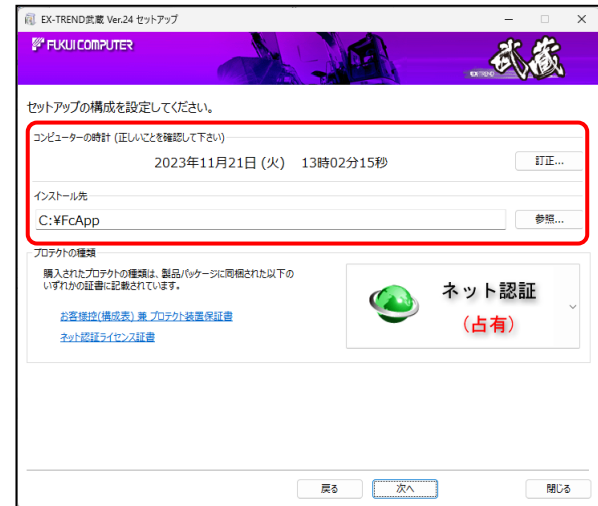 EX-TREND武蔵 Ver.24 セットアップ
FUKUI COMPUTER
EX-TREND 武蔵
セットアップの構成を設定してください。
コンピューターの時計 (正しいことを確認して下さい)
2023年11月21日 (火) 13時02分15秒
訂正...
インストール先
C:¥FcApp
参照...
プロテクトの種類
購入されたプロテクトの種類は、製品パッケージに同梱された以下の
いずれかの証書に記載されています。
お客様控(構成表) 兼 プロテクト装置保証書
ネット認証ライセンス証書
ネット認証
(占有)
戻る
次へ
閉じる